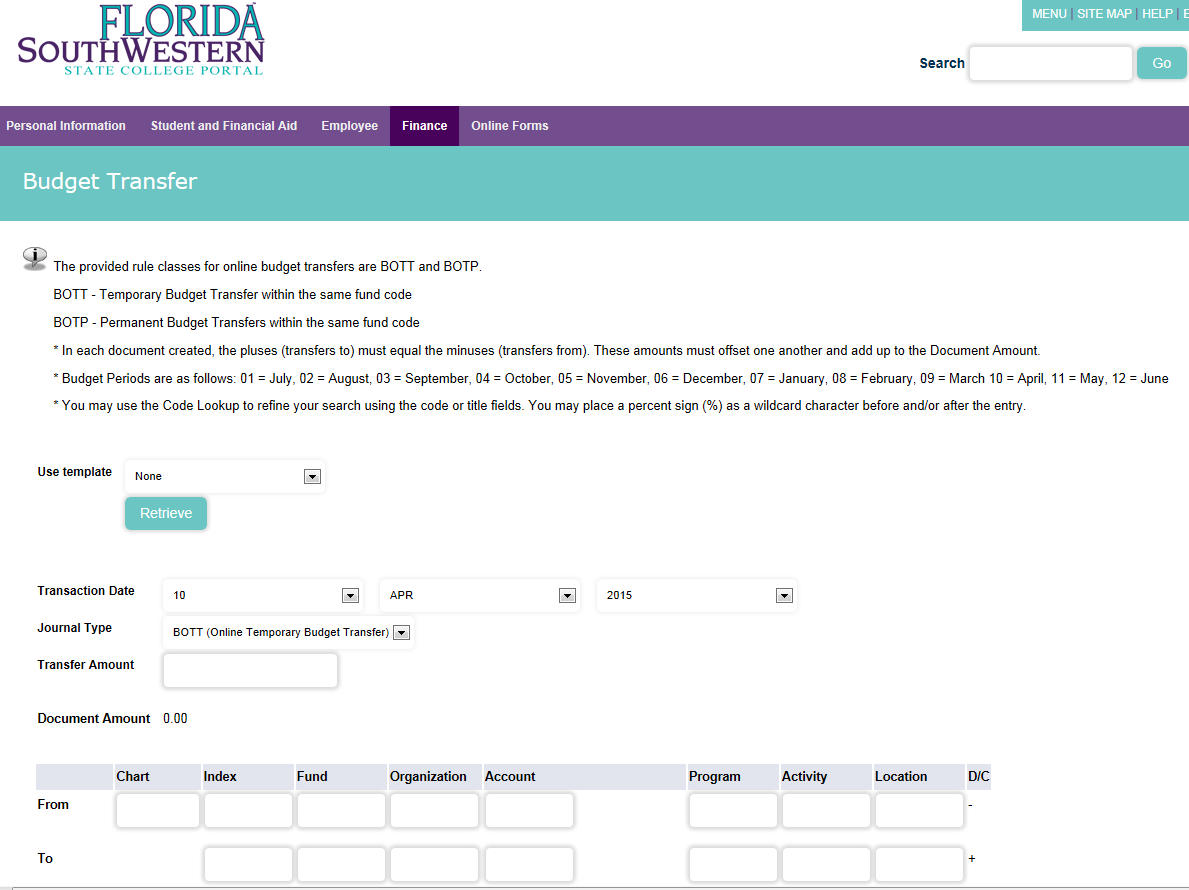 FLORIDA
SOUTHWESTERN
STATE COLLEGE PORTAL
MENU | SITE MAP | HELP | E
Search Go
Personal Information Student and Financial Aid Employee Finance Online Forms
Budget Transfer
The provided rule classes for online budget transfers are BOTT and BOTP.
BOTT - Temporary Budget Transfer within the same fund code
BOTP - Permanent Budget Transfers within the same fund code
* In each document created, the pluses (transfers to) must equal the minuses (transfers from). These amounts must offset one another and add up to the Document Amount.
* Budget Periods are as follows: 01 = July, 02 = August, 03 = September, 04 = October, 05 = November, 06 = December, 07 = January, 08 = February, 09 = March 10 = April, 11 = May, 12 = June
* You may use the Code Lookup to refine your search using the code or title fields. You may place a percent sign (%) as a wildcard character before and/or after the entry.
Use template None
Retrieve
Transaction Date 10 APR 2015
Journal Type BOTT (Online Temporary Budget Transfer)
Transfer Amount
Document Amount 0.00
Chart Index Fund Organization Account Program Activity Location D/C
From -
To +